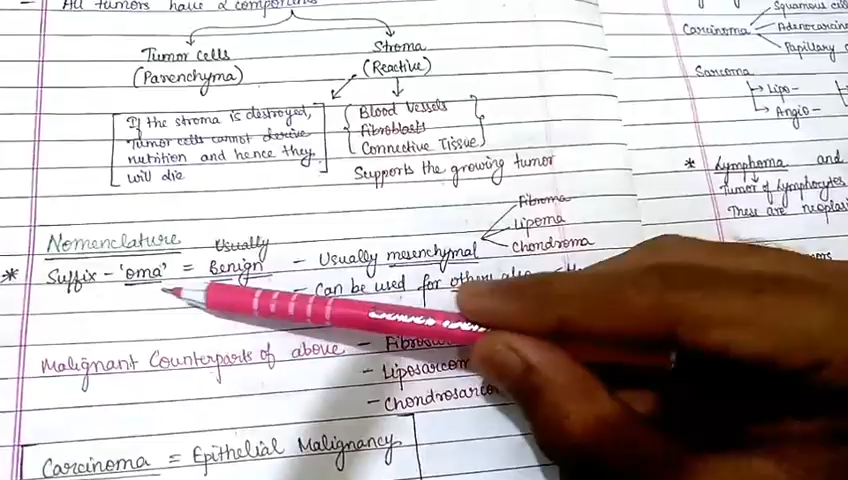 - All tumors have 2 components
Tumor cells
(Parenchyma)
Stroma
(Reactive)
If the stroma is destroyed,
Tumor cells cannot derive
nutrition and hence they
will die
Blood Vessels
Fibroblasts
Connective Tissue
Supports the growing tumor
Nomenclature
* Suffix - 'oma' = Usually Benign
- Usually mesenchymal
Fibroma
Lipoma
Chondroma
- Can be used for others also
Malignant Counterparts of above -
- Liposarcom
- Chondrosarco
Carcinoma = Epithelial Malignancy
Carcinoma
Squamous cell
Adenocarcin
Papillary
Sarcoma
Lipo-
Angio-
* Lymphoma and
Tumor of Lymphocytes
These are neoplas